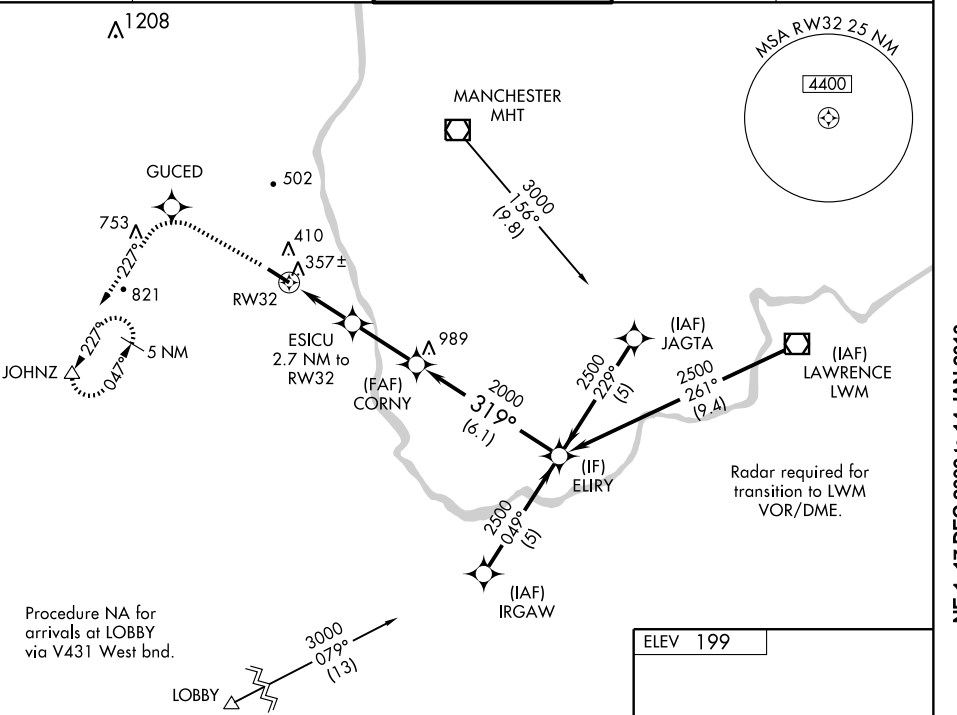 1208
MSA RW32 25 NM
4400
MANCHESTER
MHT
3000
156°
(9.8)
GUCED
502
753
227°
410
357±
821
RW32
227°
5 NM
047°
JOHNZ
ESICU
2.7 NM to
RW32
989
(FAF)
CORNY
2000
319°
(6.1)
(IAF)
JAGTA
2500
229°
(5)
2500
261°
(9.4)
(IAF)
LAWRENCE
LWM
(IF)
ELIRY
Radar required for
transition to LWM
VOR/DME.
2500
049°
(5)
(IAF)
IRGAW
Procedure NA for
arrivals at LOBBY
via V431 West bnd.
3000
079°
(13)
LOBBY
ELEV 199